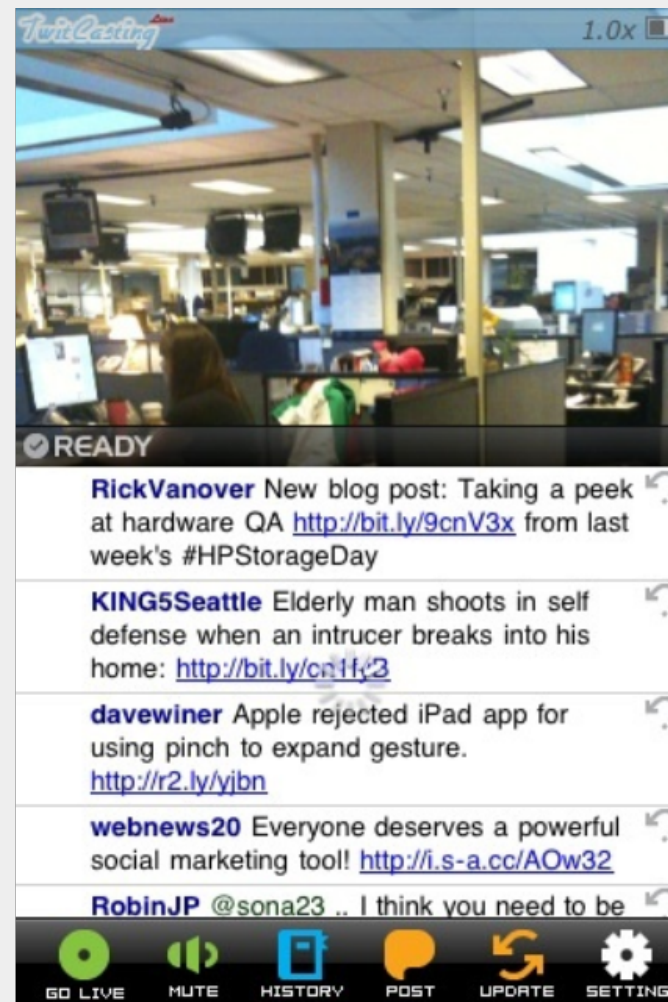 TwitCasting Live
1.0x
READY
RickVanover New blog post: Taking a peek
at hardware QA http://bit.ly/9cnV3x from last
week's #HPStorageDay
KING5Seattle Elderly man shoots in self
defense when an intrucer breaks into his
home:
davewiner Apple rejected iPad app for
using pinch to expand gesture.
http://r2.ly/yjbn
webnews20 Everyone deserves a powerful
social marketing tool! http://i.s-a.cc/AOw32
RobinJP @sona23 .. I think you need to be
GO LIVE MUTE HISTORY POST UPDATE SETTING